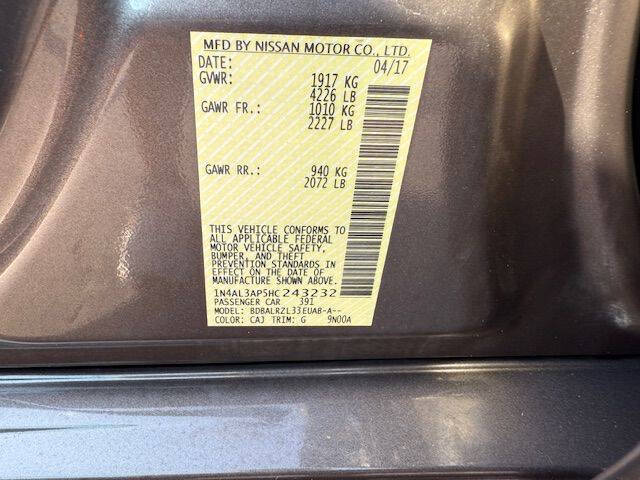 MFD BY NISSAN MOTOR CO., LTD.
DATE: 04/17
GVWR: 1917 KG
4226 LB
GAWR FR.: 1010 KG
2227 LB
GAWR RR.: 940 KG
2072 LB
THIS VEHICLE CONFORMS TO
ALL APPLICABLE FEDERAL
MOTOR VEHICLE SAFETY,
BUMPER, AND THEFT
PREVENTION STANDARDS IN
EFFECT ON THE DATE OF
MANUFACTURE SHOWN ABOVE.
1N4AL3AP5HC243232
PASSENGER CAR 391
MODEL: BDBALRZL33EUAB-A--
COLOR: CAJ TRIM: G 9N00A